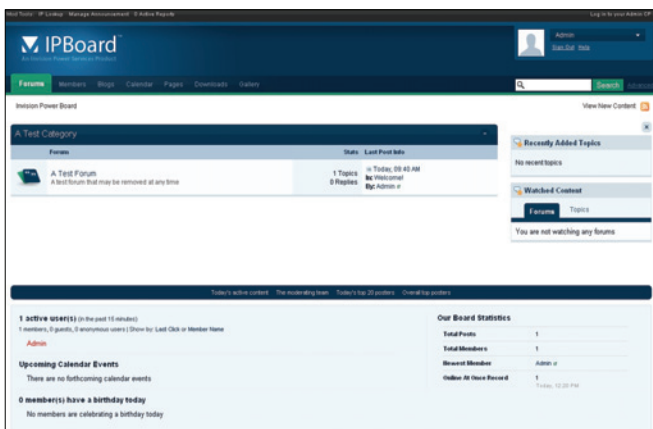 Mod Tools · IP Lookup · Manage Announcement · 0 Active Reports
Log in to your Admin CP
IPBoard™
An Invision Power Services Product
Admin
Sign Out Help
Forums Members Blogs Calendar Pages Downloads Gallery
Search Advanced
Invision Power Board
View New Content
A Test Category
Forum Stats Last Post Info
A Test Forum
A test forum that may be removed at any time
1 Topics
0 Replies
Today, 09:40 AM
In: Welcome!
By: Admin
Recently Added Topics
No recent topics
Watched Content
Forums Topics
You are not watching any forums
Today's active content The moderating team Today's top 20 posters Overall top posters
1 active user(s) (in the past 15 minutes)
1 members, 0 guests, 0 anonymous users | Show by: Last Click or Member Name
Admin
Upcoming Calendar Events
There are no forthcoming calendar events
0 member(s) have a birthday today
No members are celebrating a birthday today
Our Board Statistics
Total Posts 1
Total Members 1
Newest Member Admin
Online At Once Record 1
Today, 12:20 PM